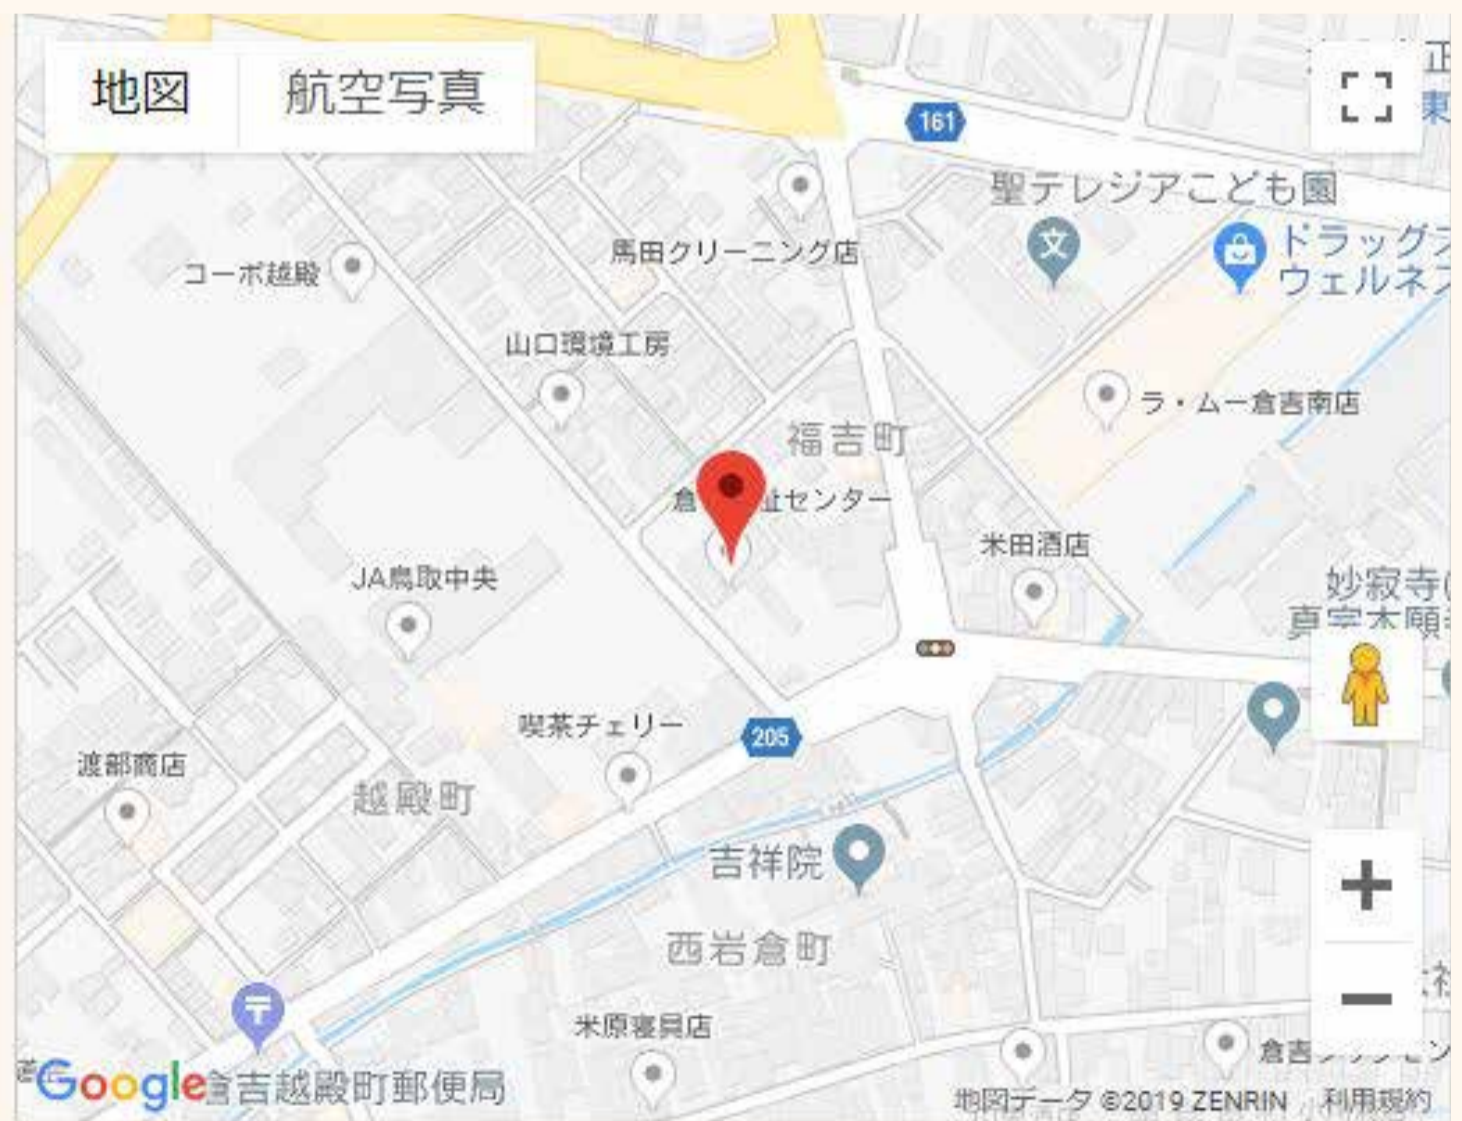 地図 航空写真
正
東
161
聖テレジアこども園
ドラッグス
ウェルネス
馬田クリーニング店
コーポ越殿
山口環境工房
ラ・ムー倉吉南店
福吉町
センター
米田酒店
JA鳥取中央
妙寂寺
喫茶チェリー
205
渡部商店
越殿町
吉祥院
西岩倉町
米原寝具店
Google
倉吉越殿町郵便局
地図データ ©2019 ZENRIN 利用規約